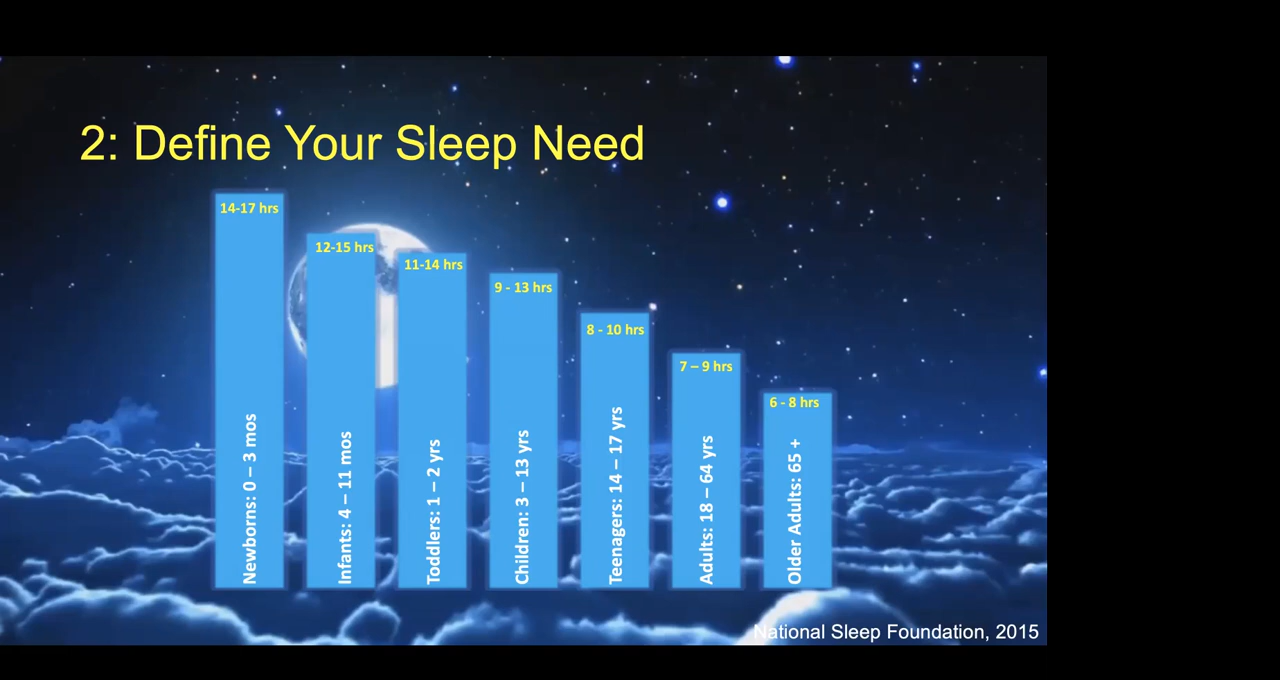 2: Define Your Sleep Need
14-17 hrs
Newborns: 0 – 3 mos
12-15 hrs
Infants: 4 – 11 mos
11-14 hrs
Toddlers: 1 – 2 yrs
9 - 13 hrs
Children: 3 – 13 yrs
8 - 10 hrs
Teenagers: 14 – 17 yrs
7 – 9 hrs
Adults: 18 – 64 yrs
6 - 8 hrs
Older Adults: 65 +
National Sleep Foundation, 2015